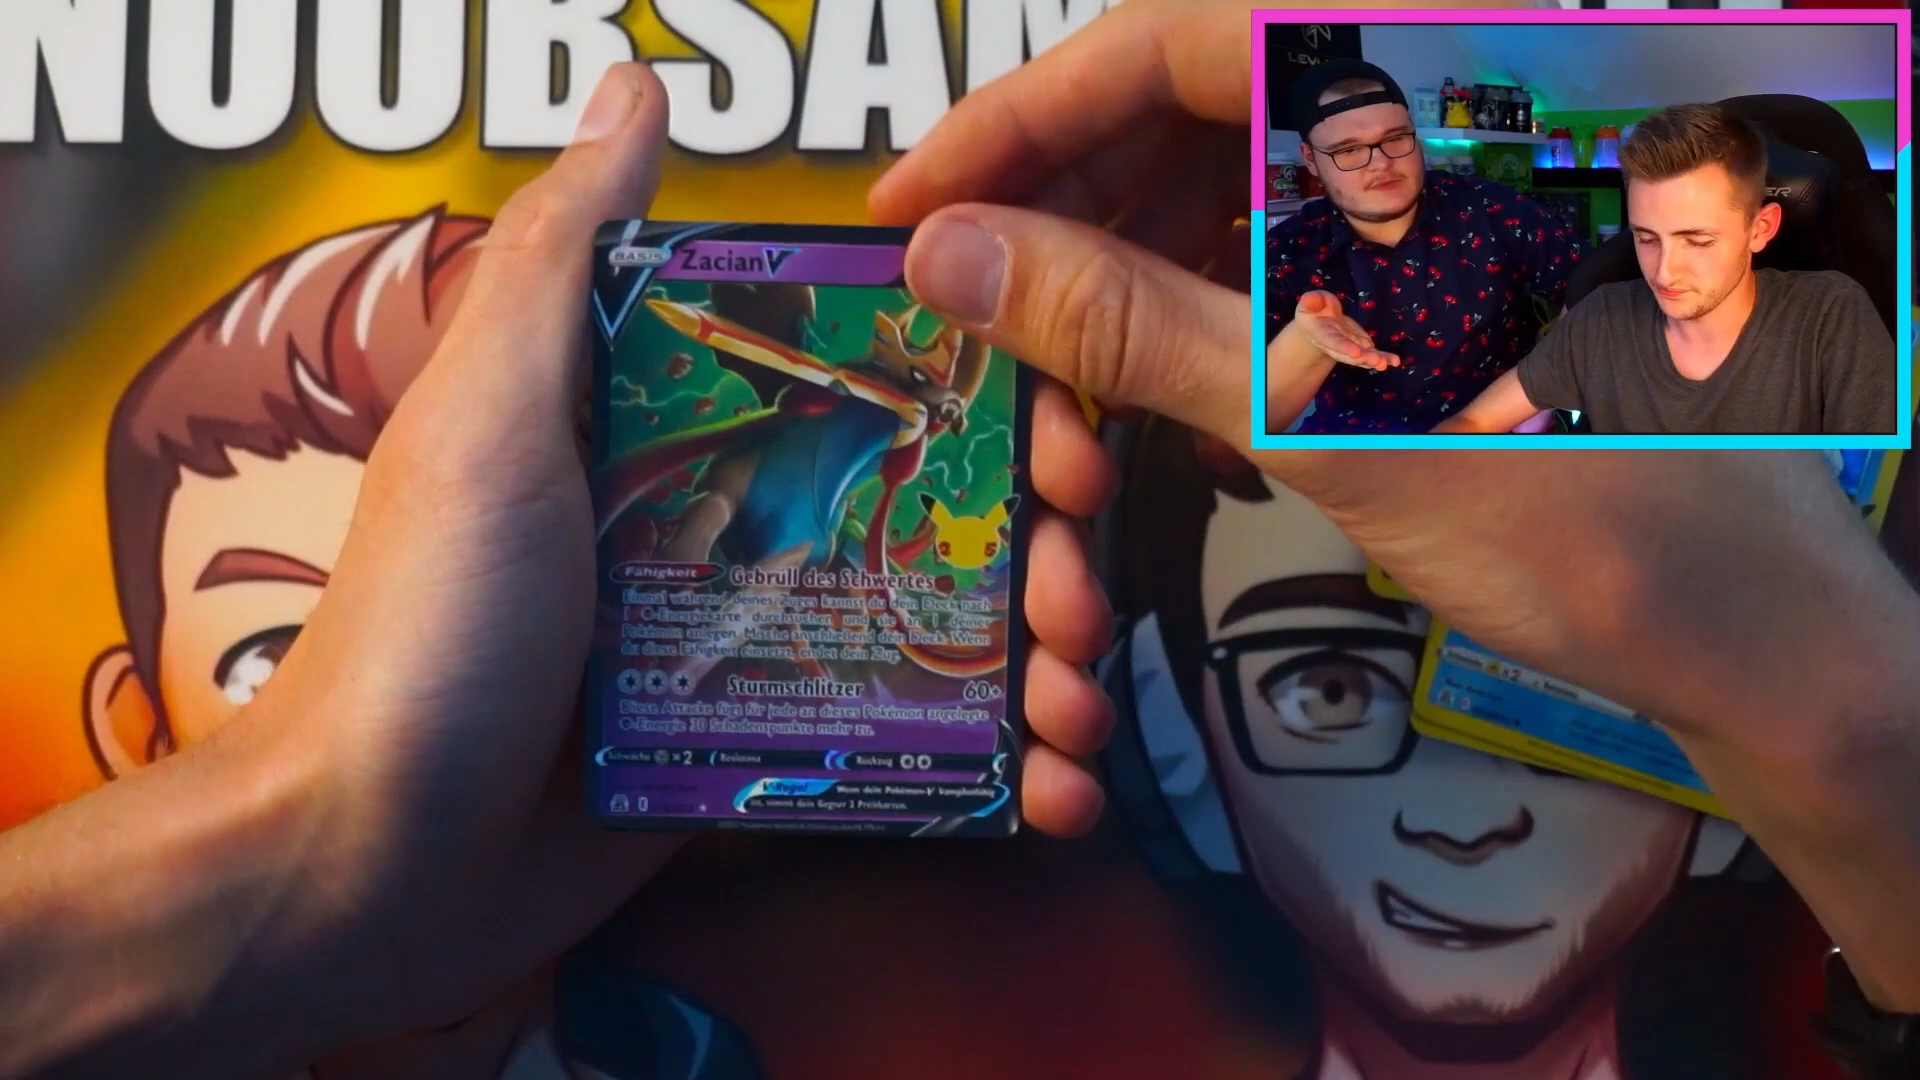 NOOBSAM
LEVL
BASIS ZacianV
25
Fähigkeit Gebrüll des Schwertes
Einmal während deines Zuges kannst du dein Deck nach
1 -Energiekarte durchsuchen und sie an 1 deiner
Pokémon anlegen. Mische anschließend dein Deck. Wenn
du diese Fähigkeit einsetzt, endet dein Zug.
Sturmschlitzer 60+
Diese Attacke fügt für jede an dieses Pokémon angelegte
-Energie 30 Schadenspunkte mehr zu.
Schwäche ×2 Resistenz Rückzug
V-Regel Wenn dein Pokémon-V kampfunfähig
ist, nimmt dein Gegner 2 Preiskarten.
×2